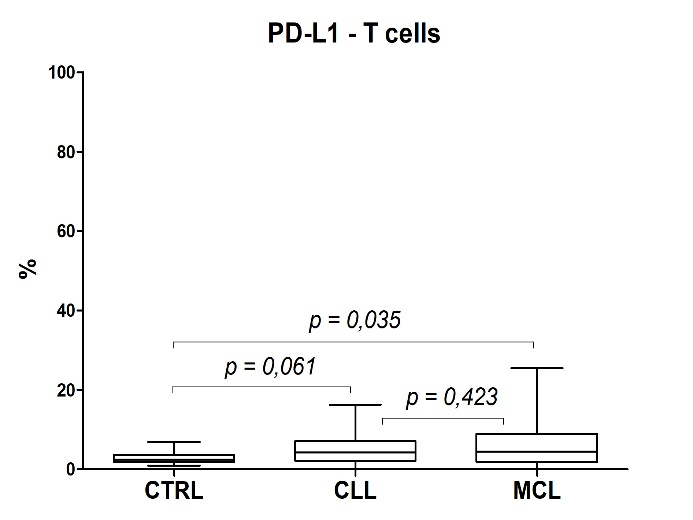 PD-L1 - T cells
100
80
60
40
20
0
%
p = 0,035
p = 0,061
p = 0,423
CTRL
CLL
MCL